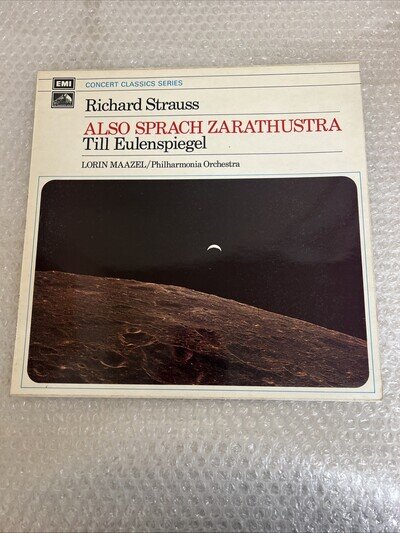 EMI
CONCERT CLASSICS SERIES
Richard Strauss
ALSO SPRACH ZARATHUSTRA
Till Eulenspiegel
LORIN MAAZEL/Philharmonia Orchestra